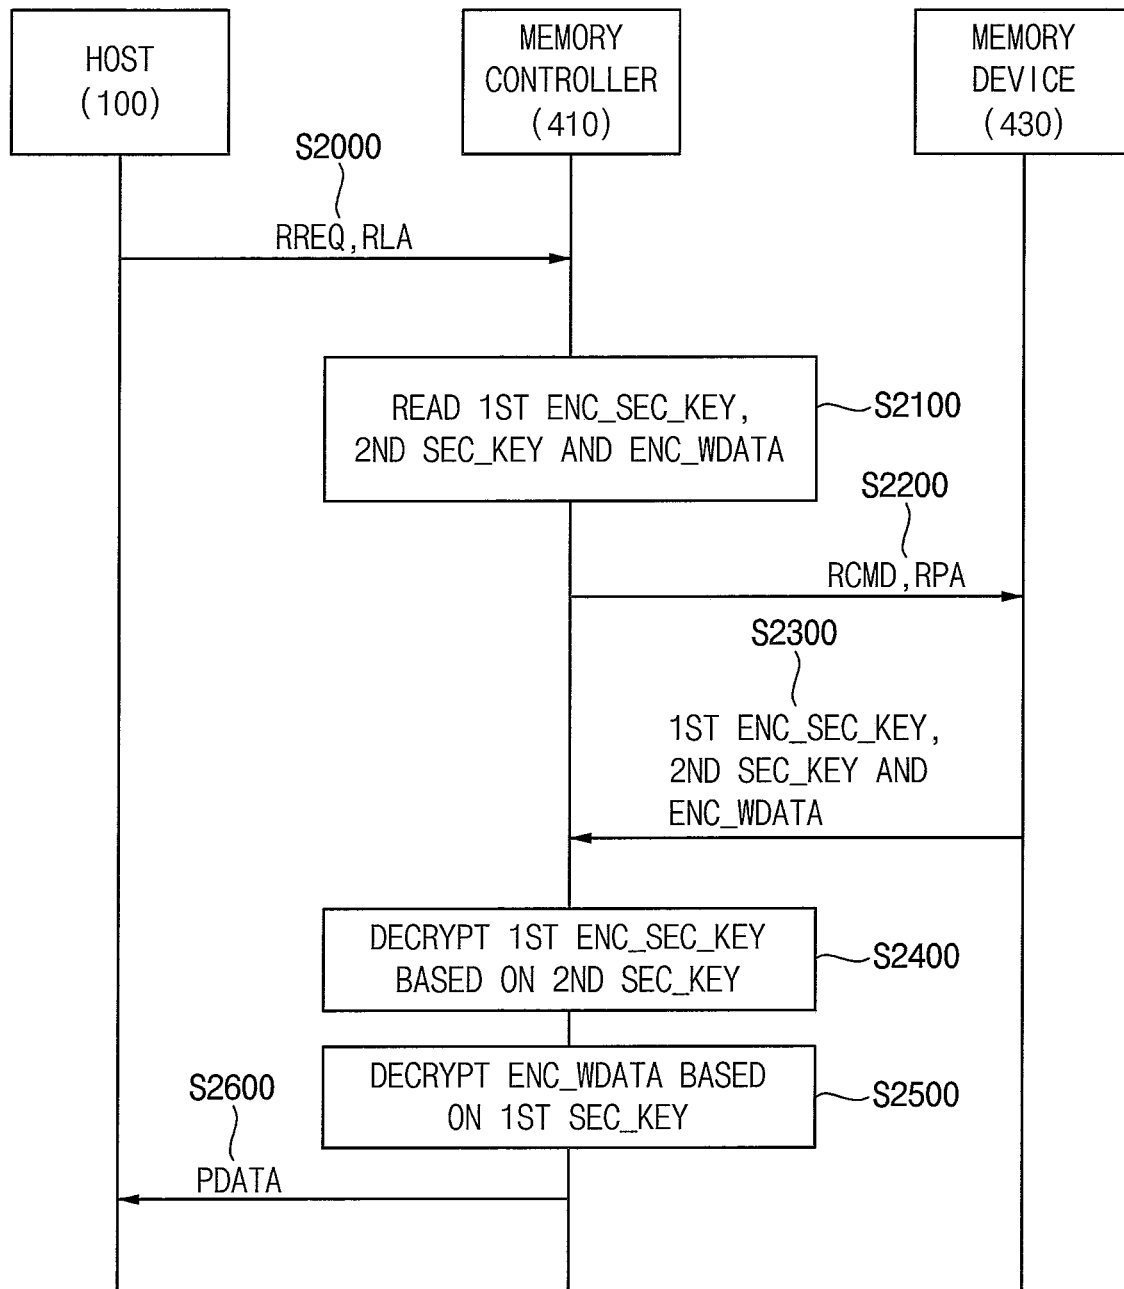 HOST
(100)
MEMORY
CONTROLLER
(410)
MEMORY
DEVICE
(430)
S2000
RREQ,RLA
READ 1ST ENC_SEC_KEY,
2ND SEC_KEY AND ENC_WDATA
S2100
S2200
RCMD,RPA
S2300
1ST ENC_SEC_KEY,
2ND SEC_KEY AND
ENC_WDATA
DECRYPT 1ST ENC_SEC_KEY
BASED ON 2ND SEC_KEY
S2400
DECRYPT ENC_WDATA BASED
ON 1ST SEC_KEY
S2500
S2600
PDATA